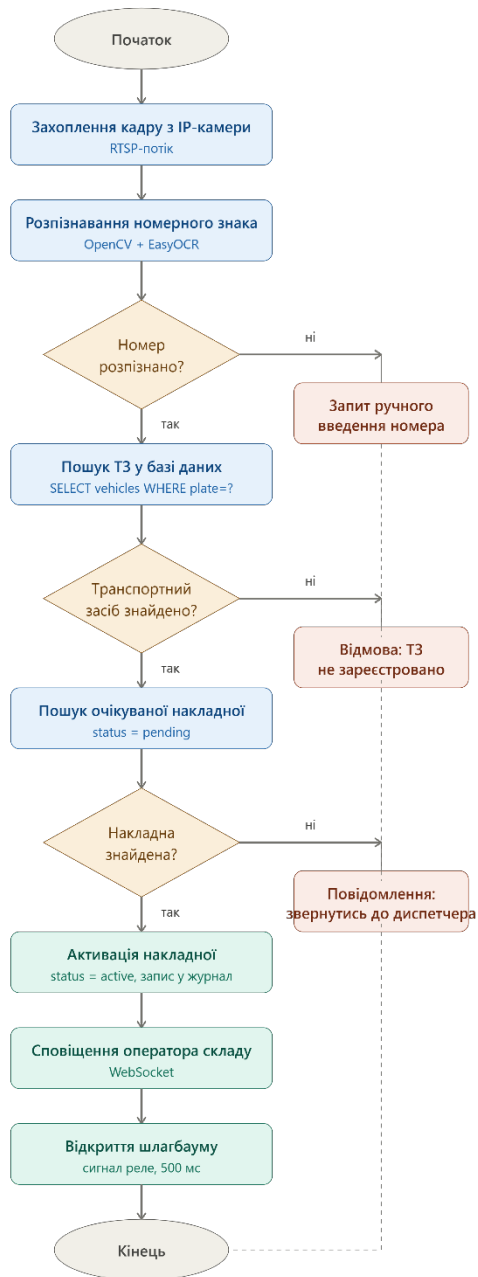 Початок
Захоплення кадру з IP-камери
RTSP-потік
Розпізнавання номерного знака
OpenCV + EasyOCR
Номер
розпізнано?
ні
Запит ручного
введення номера
так
Пошук ТЗ у базі даних
SELECT vehicles WHERE plate=?
Транспортний
засіб знайдено?
ні
Відмова: ТЗ
не зареєстровано
так
Пошук очікуваної накладної
status = pending
Накладна
знайдена?
ні
Повідомлення:
звернутись до диспетчера
так
Активація накладної
status = active, запис у журнал
Сповіщення оператора складу
WebSocket
Відкриття шлагбауму
сигнал реле, 500 мс
Кінець